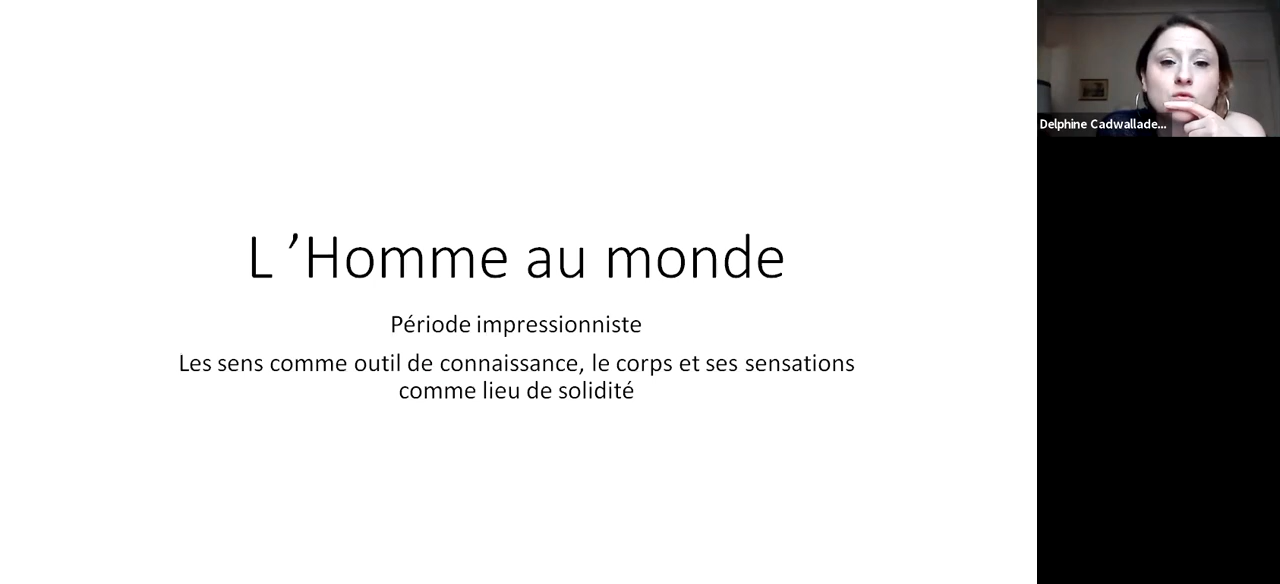 L ’Homme au monde
Période impressionniste
Les sens comme outil de connaissance, le corps et ses sensations
comme lieu de solidité
Delphine Cadwallade...